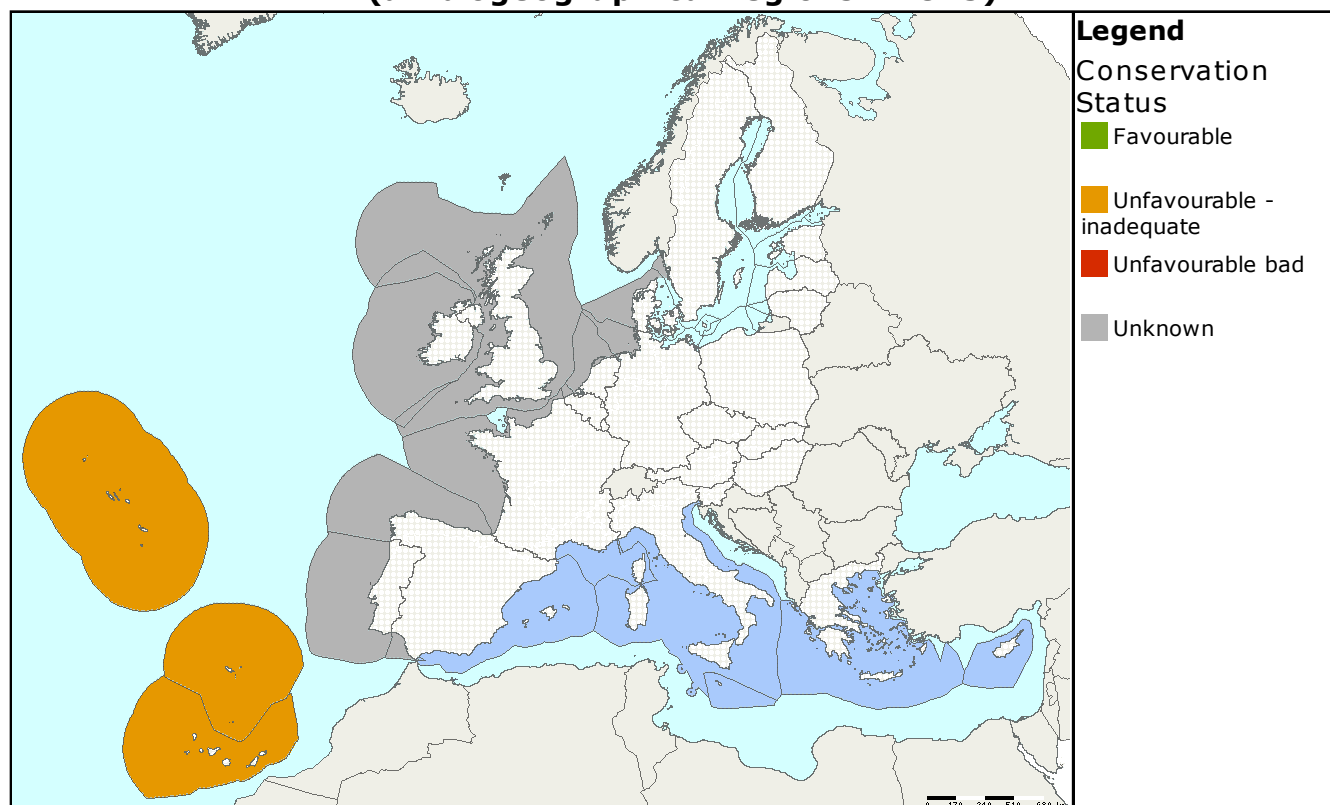 Legend
Conservation
Status
Favourable
Unfavourable -
inadequate
Unfavourable bad
Unknown